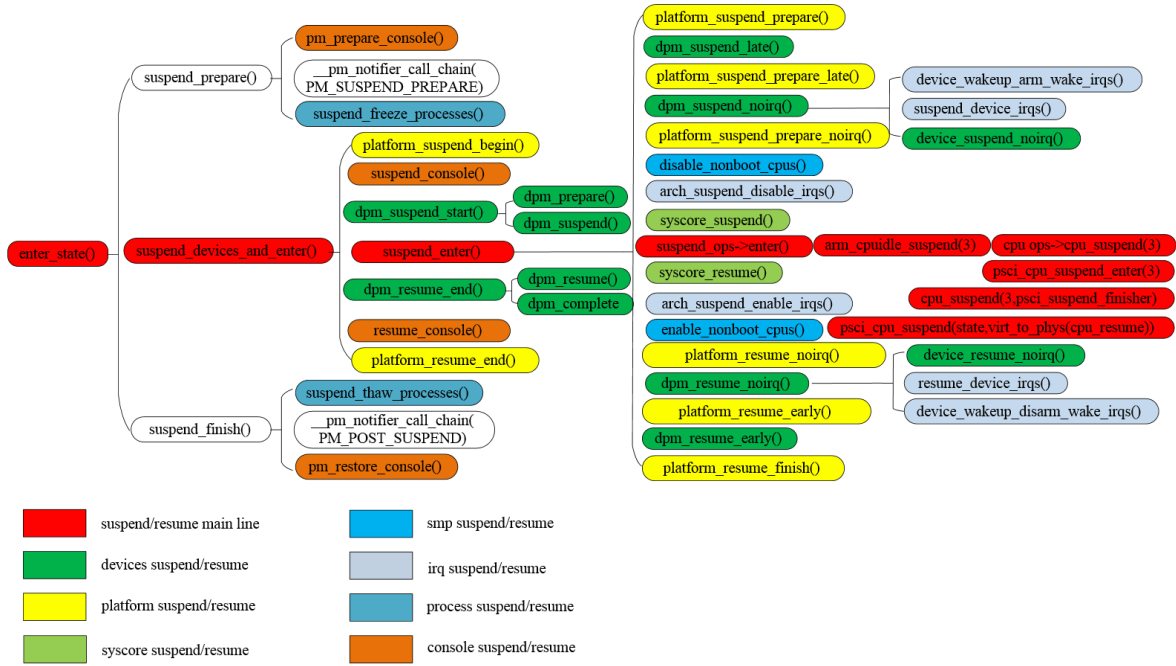 enter_state()
suspend_prepare()
pm_prepare_console()
__pm_notifier_call_chain(
PM_SUSPEND_PREPARE)
suspend_freeze_processes()
suspend_devices_and_enter()
platform_suspend_begin()
suspend_console()
dpm_suspend_start()
dpm_prepare()
dpm_suspend()
suspend_enter()
platform_suspend_prepare()
dpm_suspend_late()
platform_suspend_prepare_late()
dpm_suspend_noirq()
device_wakeup_arm_wake_irqs()
suspend_device_irqs()
device_suspend_noirq()
platform_suspend_prepare_noirq()
disable_nonboot_cpus()
arch_suspend_disable_irqs()
syscore_suspend()
suspend_ops->enter()
arm_cpuidle_suspend(3)
cpu ops->cpu_suspend(3)
psci_cpu_suspend_enter(3)
cpu_suspend(3,psci_suspend_finisher)
psci_cpu_suspend(state,virt_to_phys(cpu_resume))
syscore_resume()
arch_suspend_enable_irqs()
enable_nonboot_cpus()
platform_resume_noirq()
dpm_resume_noirq()
device_resume_noirq()
resume_device_irqs()
device_wakeup_disarm_wake_irqs()
platform_resume_early()
dpm_resume_early()
platform_resume_finish()
dpm_resume_end()
dpm_resume()
dpm_complete
resume_console()
platform_resume_end()
suspend_finish()
suspend_thaw_processes()
__pm_notifier_call_chain(
PM_POST_SUSPEND)
pm_restore_console()
suspend/resume main line
devices suspend/resume
platform suspend/resume
syscore suspend/resume
smp suspend/resume
irq suspend/resume
process suspend/resume
console suspend/resume